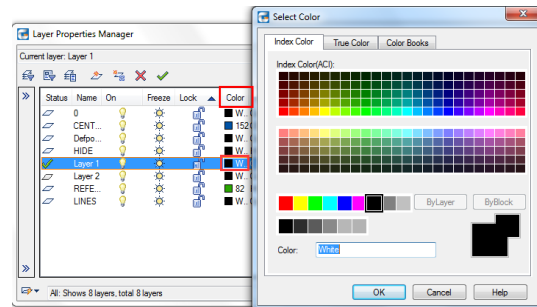 Layer Properties Manager
Current layer: Layer 1
Status Name On Freeze Lock Color
0 W..
CENT... 152
Defpo... W..
HIDE W..
Layer 1 W..
Layer 2 W..
REFE... 82
LINES W..
All: Shows 8 layers, total 8 layers
Select Color
Index Color True Color Color Books
Index Color(ACI):
ByLayer ByBlock
Color: White
OK Cancel Help